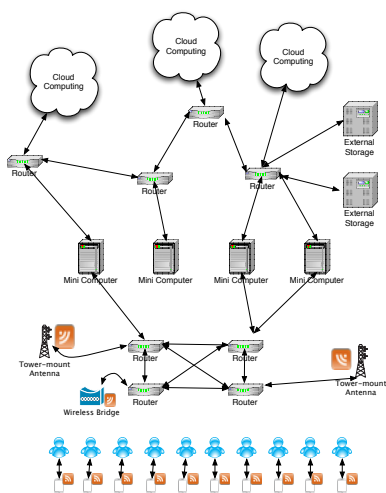 Cloud
Computing
Cloud
Computing
Cloud
Computing
Router
External
Storage
Router
Router
Router
External
Storage
Mini Computer
Mini Computer
Mini Computer
Mini Computer
Router
Router
Tower-mount
Antenna
Tower-mount
Antenna
Wireless Bridge
Router
Router